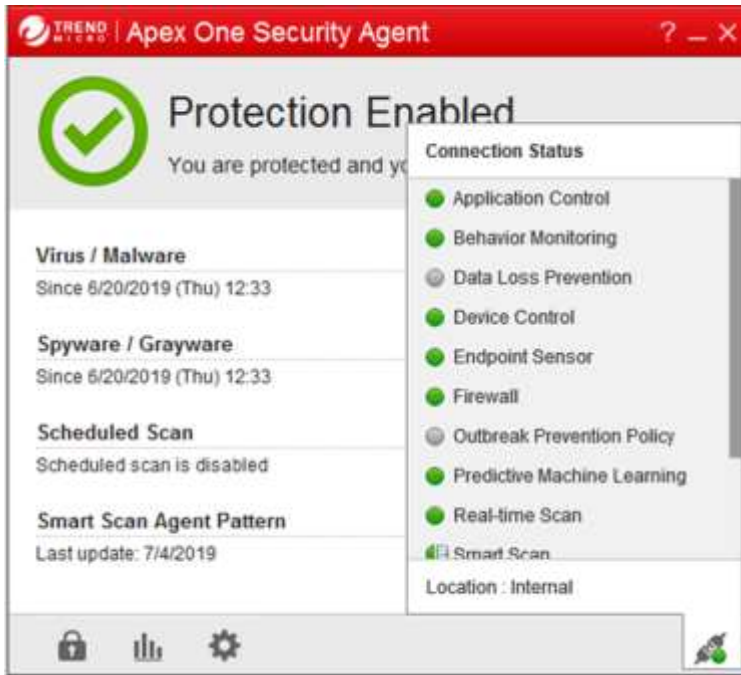 TREND MICRO | Apex One Security Agent ? – ×
Protection Enabled
You are protected and yo
Virus / Malware
Since 6/20/2019 (Thu) 12:33
Spyware / Grayware
Since 6/20/2019 (Thu) 12:33
Scheduled Scan
Scheduled scan is disabled
Smart Scan Agent Pattern
Last update: 7/4/2019
Connection Status
Application Control
Behavior Monitoring
Data Loss Prevention
Device Control
Endpoint Sensor
Firewall
Outbreak Prevention Policy
Predictive Machine Learning
Real-time Scan
Smart Scan
Location : Internal